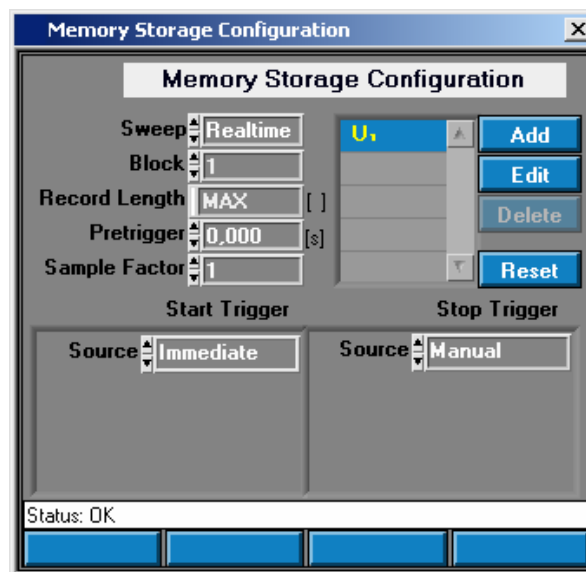 Memory Storage Configuration
Memory Storage Configuration
Sweep Realtime
Block 1
Record Length MAX [ ]
Pretrigger 0,000 [s]
Sample Factor 1
U₁
Add
Edit
Delete
Reset
Start Trigger
Stop Trigger
Source Immediate
Source Manual
Status: OK